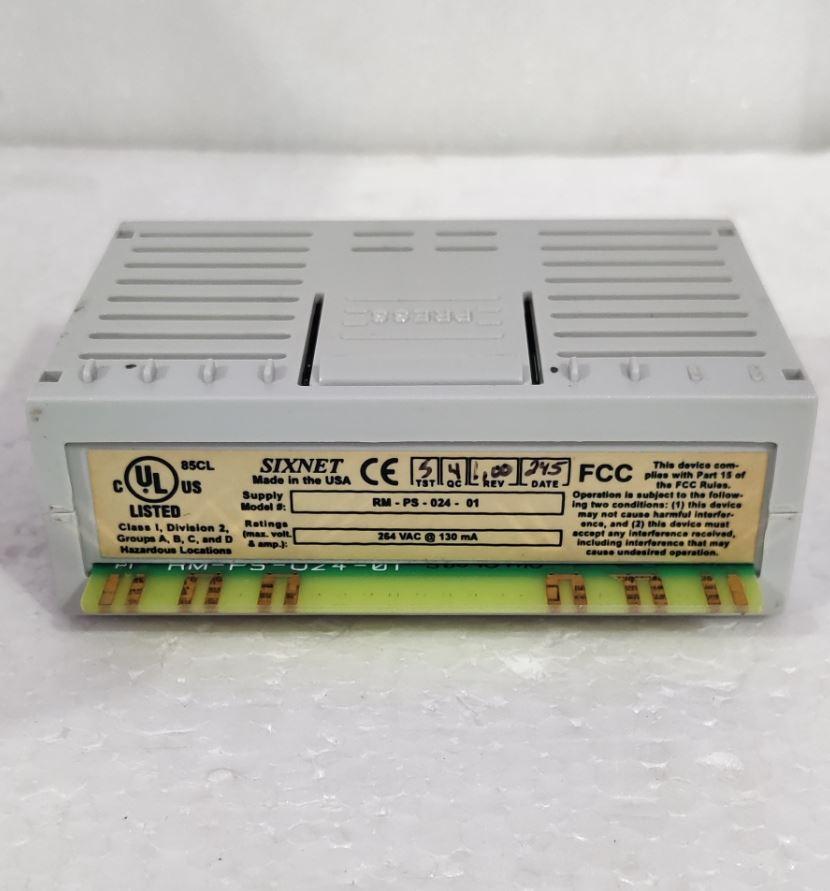 PRESS
C UL US
85CL
LISTED
Class I, Division 2,
Groups A, B, C, and D
Hazardous Locations
SIXNET
Made in the USA
CE
5 4 1.00 245
TST QC REV DATE
FCC
Supply
Model #:
RM - PS - 024 - 01
Ratings
(max. volt.
& amp.):
264 VAC @ 130 mA
This device com-
plies with Part 15 of
the FCC Rules.
Operation is subject to the follow-
ing two conditions: (1) this device
may not cause harmful interfer-
ence, and (2) this device must
accept any interference received,
including interference that may
cause undesired operation.
RM-PS-024-01